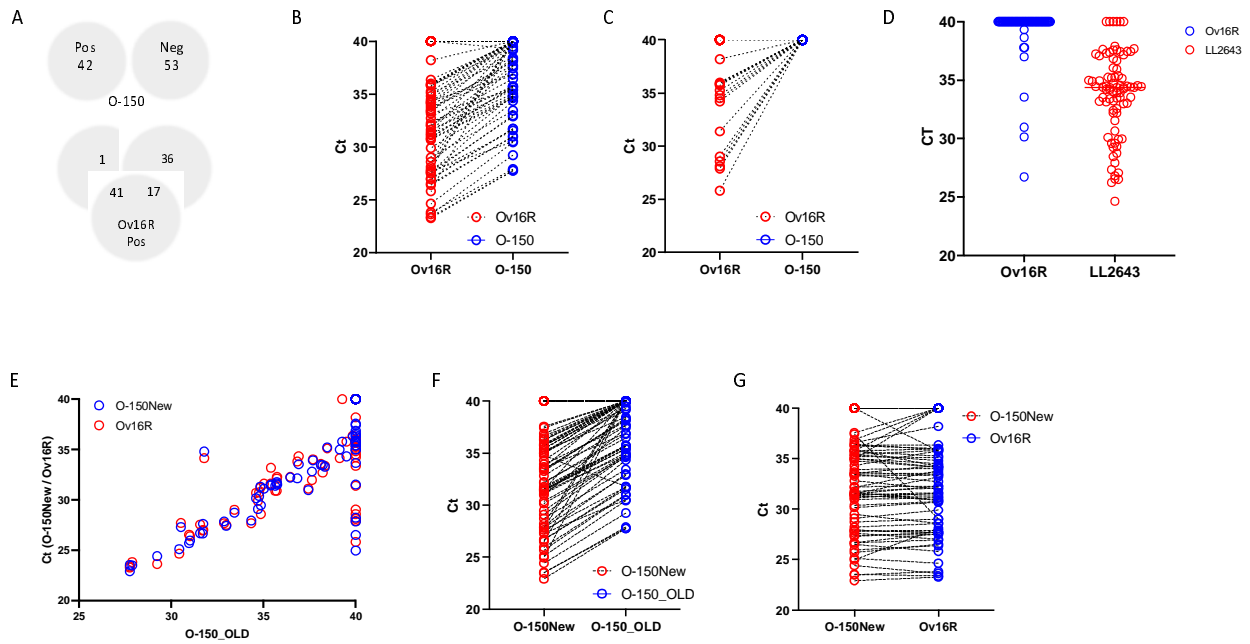 A
Pos
42
Neg
53
O-150
1
36
41
17
Ov16R
Pos
B
40
35
30
25
20
Ct
Ov16R
O-150
Ov16R
O-150
C
40
35
30
25
20
Ct
Ov16R
O-150
Ov16R
O-150
D
40
35
30
25
20
CT
Ov16R
LL2643
Ov16R
LL2643
E
40
35
30
25
20
Ct (O-150New / Ov16R)
O-150New
Ov16R
25
30
35
40
O-150_OLD
F
40
35
30
25
20
Ct
O-150New
O-150_OLD
O-150New
O-150_OLD
G
40
35
30
25
20
Ct
O-150New
Ov16R
O-150New
Ov16R